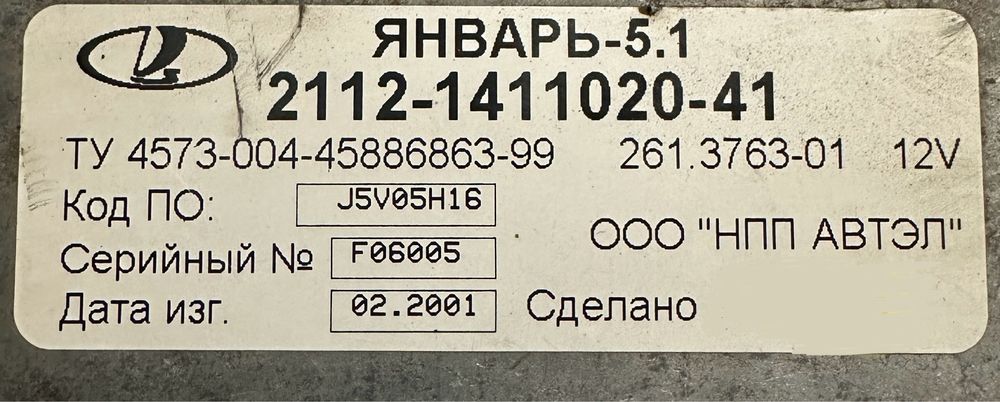 ЯНВАРЬ-5.1
2112-1411020-41
ТУ 4573-004-45886863-99 261.3763-01 12V
Код ПО: J5V05H16
ООО "НПП АВТЭЛ"
Серийный № F06005
Дата изг. 02.2001 Сделано